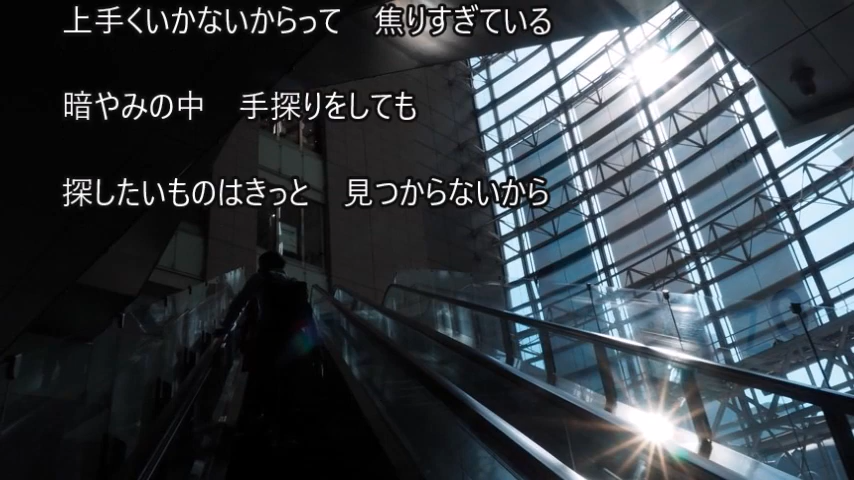 上手くいかないからって　焦りすぎている
暗やみの中　手探りをしても
探したいものはきっと　見つからないから